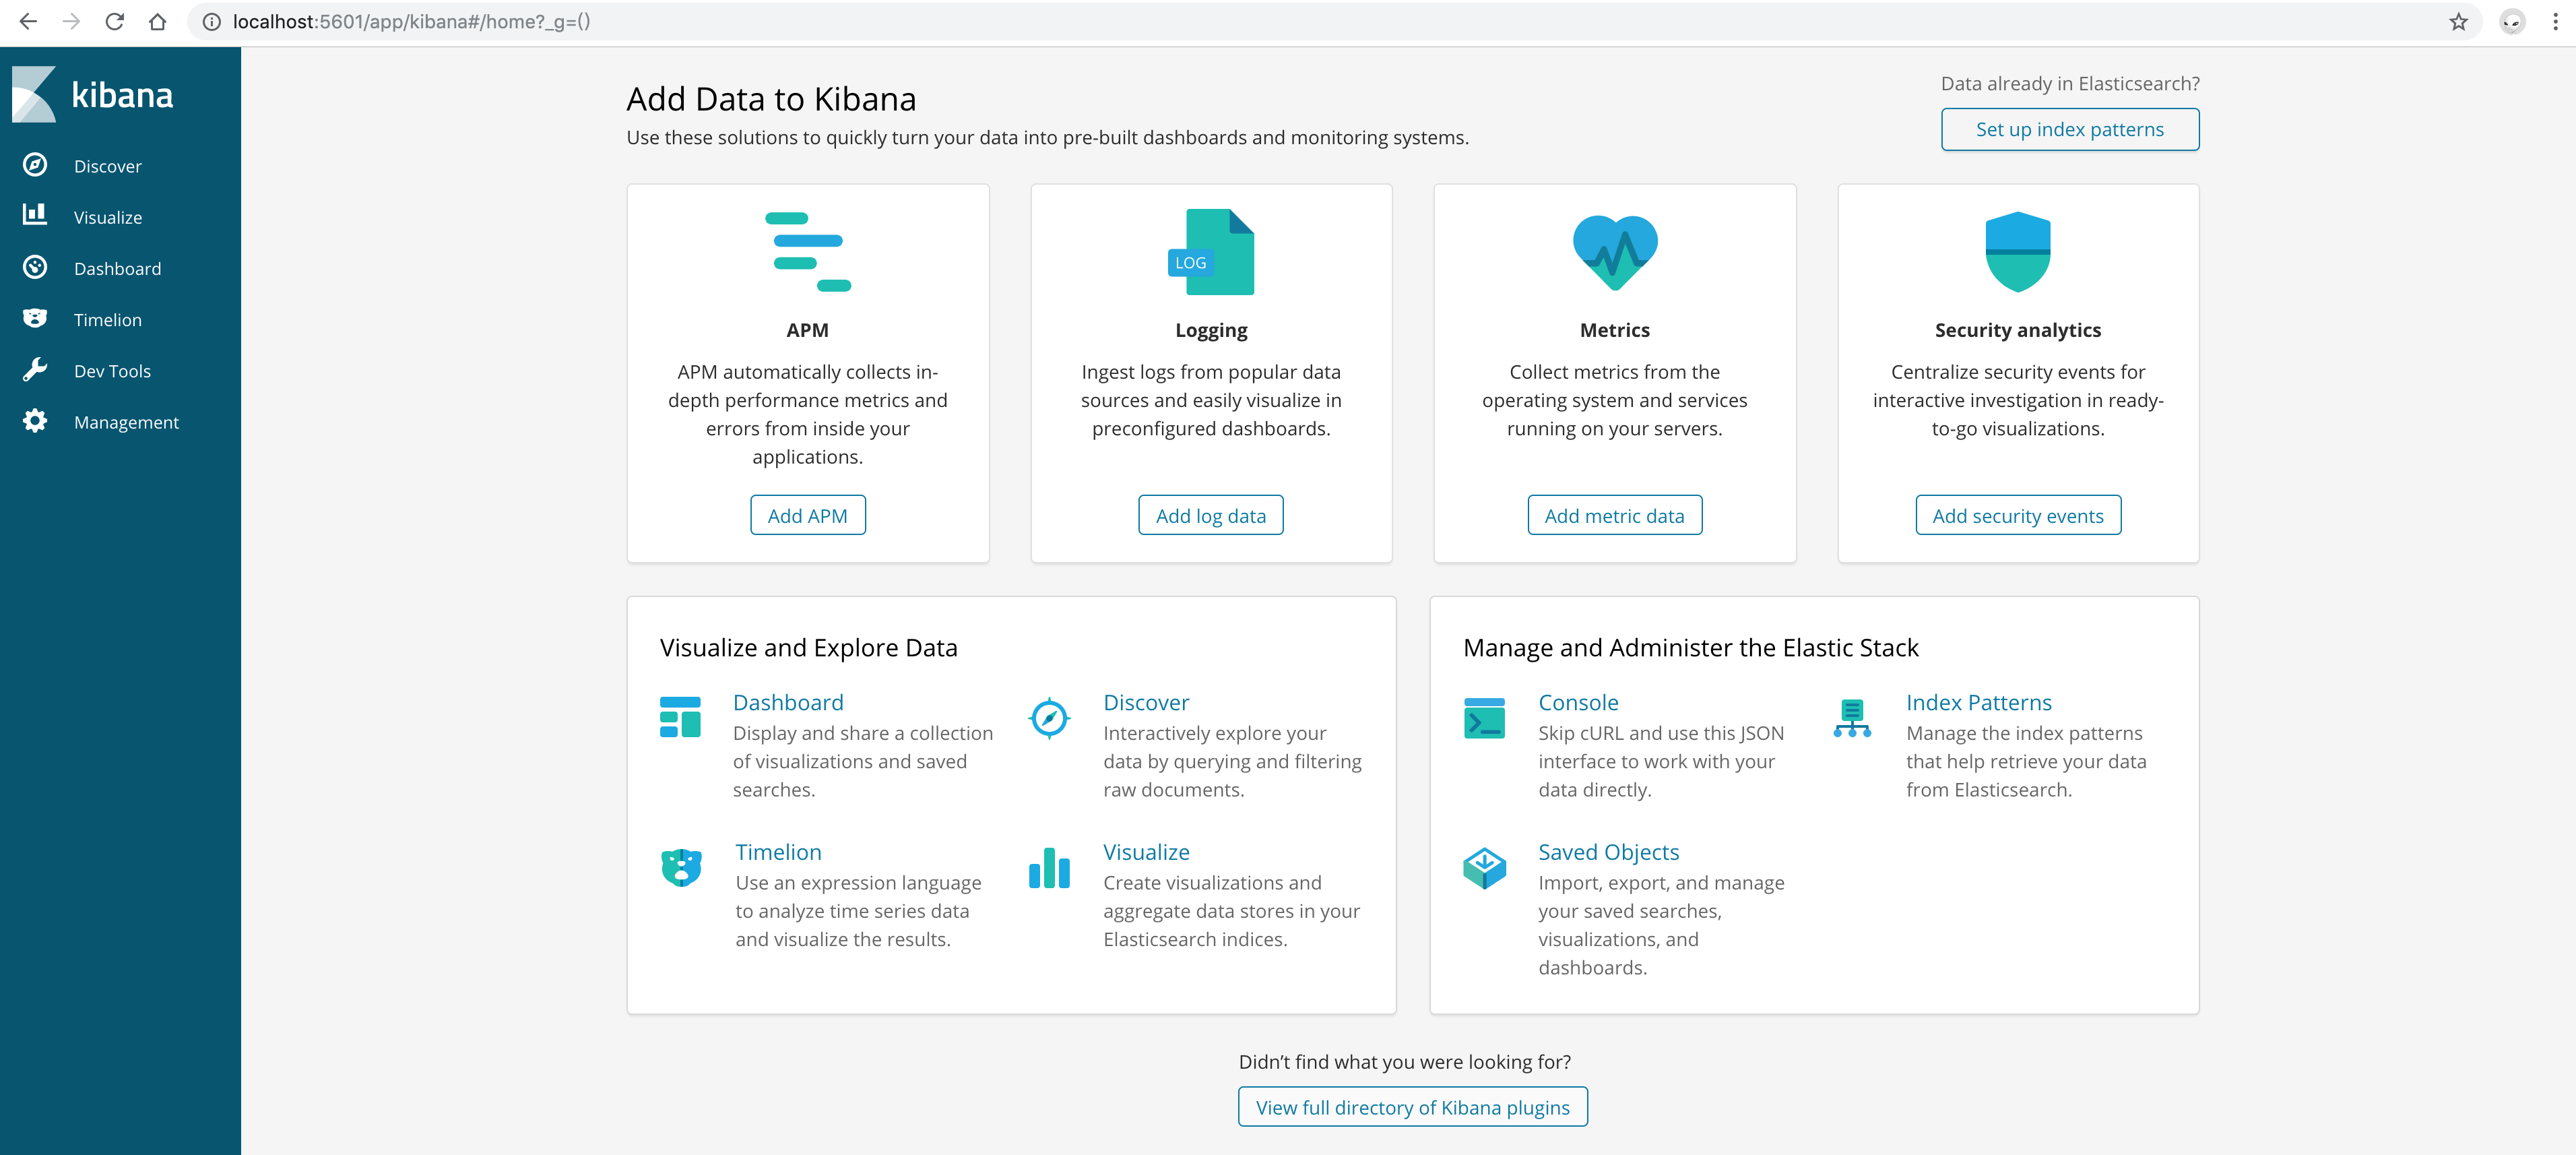 localhost:5601/app/kibana#/home?_g=()
kibana
Discover
Visualize
Dashboard
Timelion
Dev Tools
Management
Add Data to Kibana
Use these solutions to quickly turn your data into pre-built dashboards and monitoring systems.
Data already in Elasticsearch?
Set up index patterns
APM
APM automatically collects in-
depth performance metrics and
errors from inside your
applications.
Add APM
LOG
Logging
Ingest logs from popular data
sources and easily visualize in
preconfigured dashboards.
Add log data
Metrics
Collect metrics from the
operating system and services
running on your servers.
Add metric data
Security analytics
Centralize security events for
interactive investigation in ready-
to-go visualizations.
Add security events
Visualize and Explore Data
Dashboard
Display and share a collection
of visualizations and saved
searches.
Discover
Interactively explore your
data by querying and filtering
raw documents.
Timelion
Use an expression language
to analyze time series data
and visualize the results.
Visualize
Create visualizations and
aggregate data stores in your
Elasticsearch indices.
Manage and Administer the Elastic Stack
Console
Skip cURL and use this JSON
interface to work with your
data directly.
Index Patterns
Manage the index patterns
that help retrieve your data
from Elasticsearch.
Saved Objects
Import, export, and manage
your saved searches,
visualizations, and
dashboards.
Didn’t find what you were looking for?
View full directory of Kibana plugins